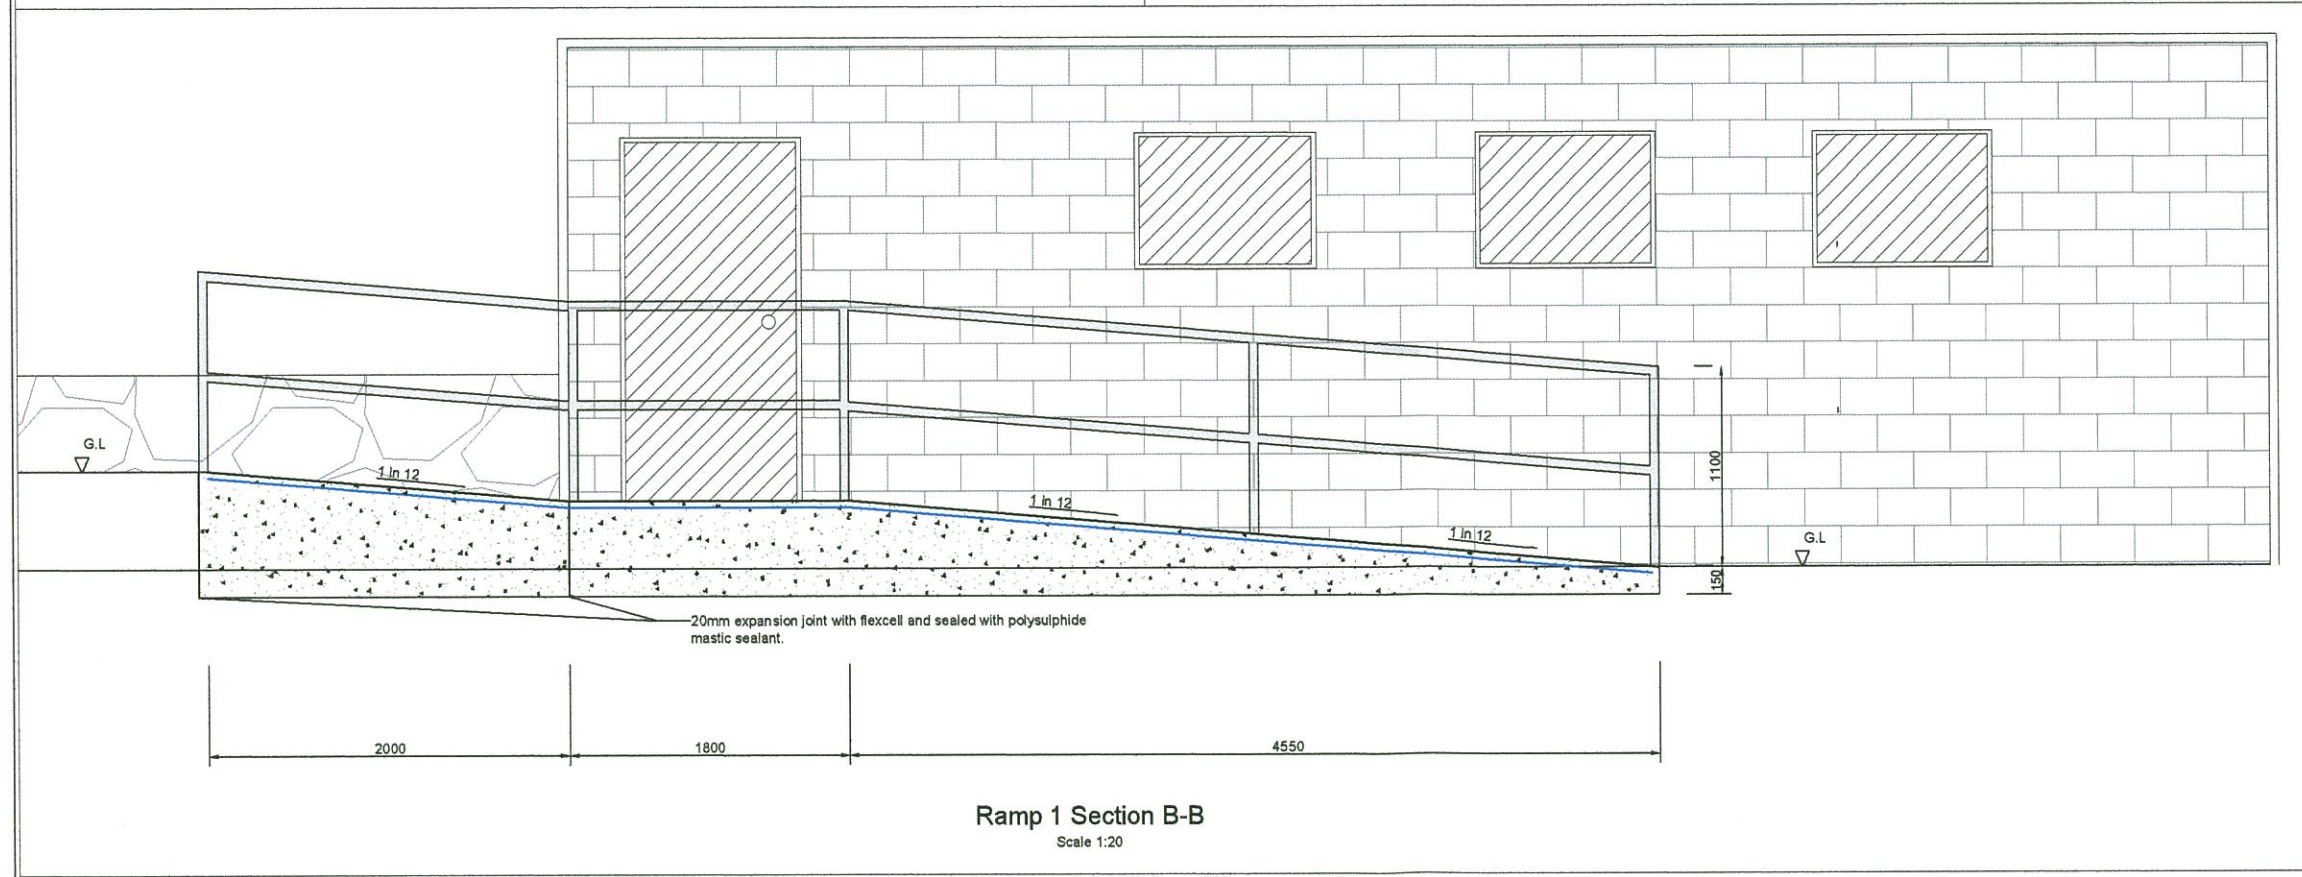 G.L
1 in 12
1 in 12
1 in 12
G.L
1100
150
20mm expansion joint with flexcell and sealed with polysulphide
mastic sealant.
2000
1800
4550
Ramp 1 Section B-B
Scale 1:20